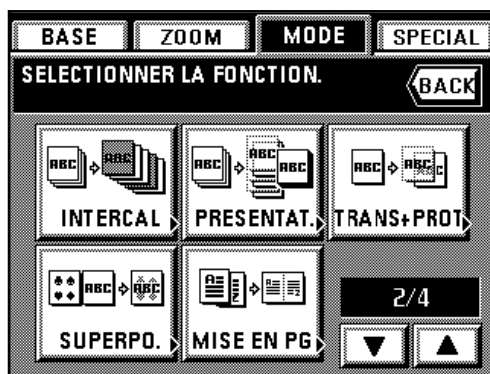 BASE ZOOM MODE SPECIAL
SELECTIONNER LA FONCTION.
BACK
ABC ABC ABC ABC ABC ABC ABC C
INTERCAL PRESENTAT. TRANS+PROT
ABC ABC
2/4
SUPERPO. MISE EN PG